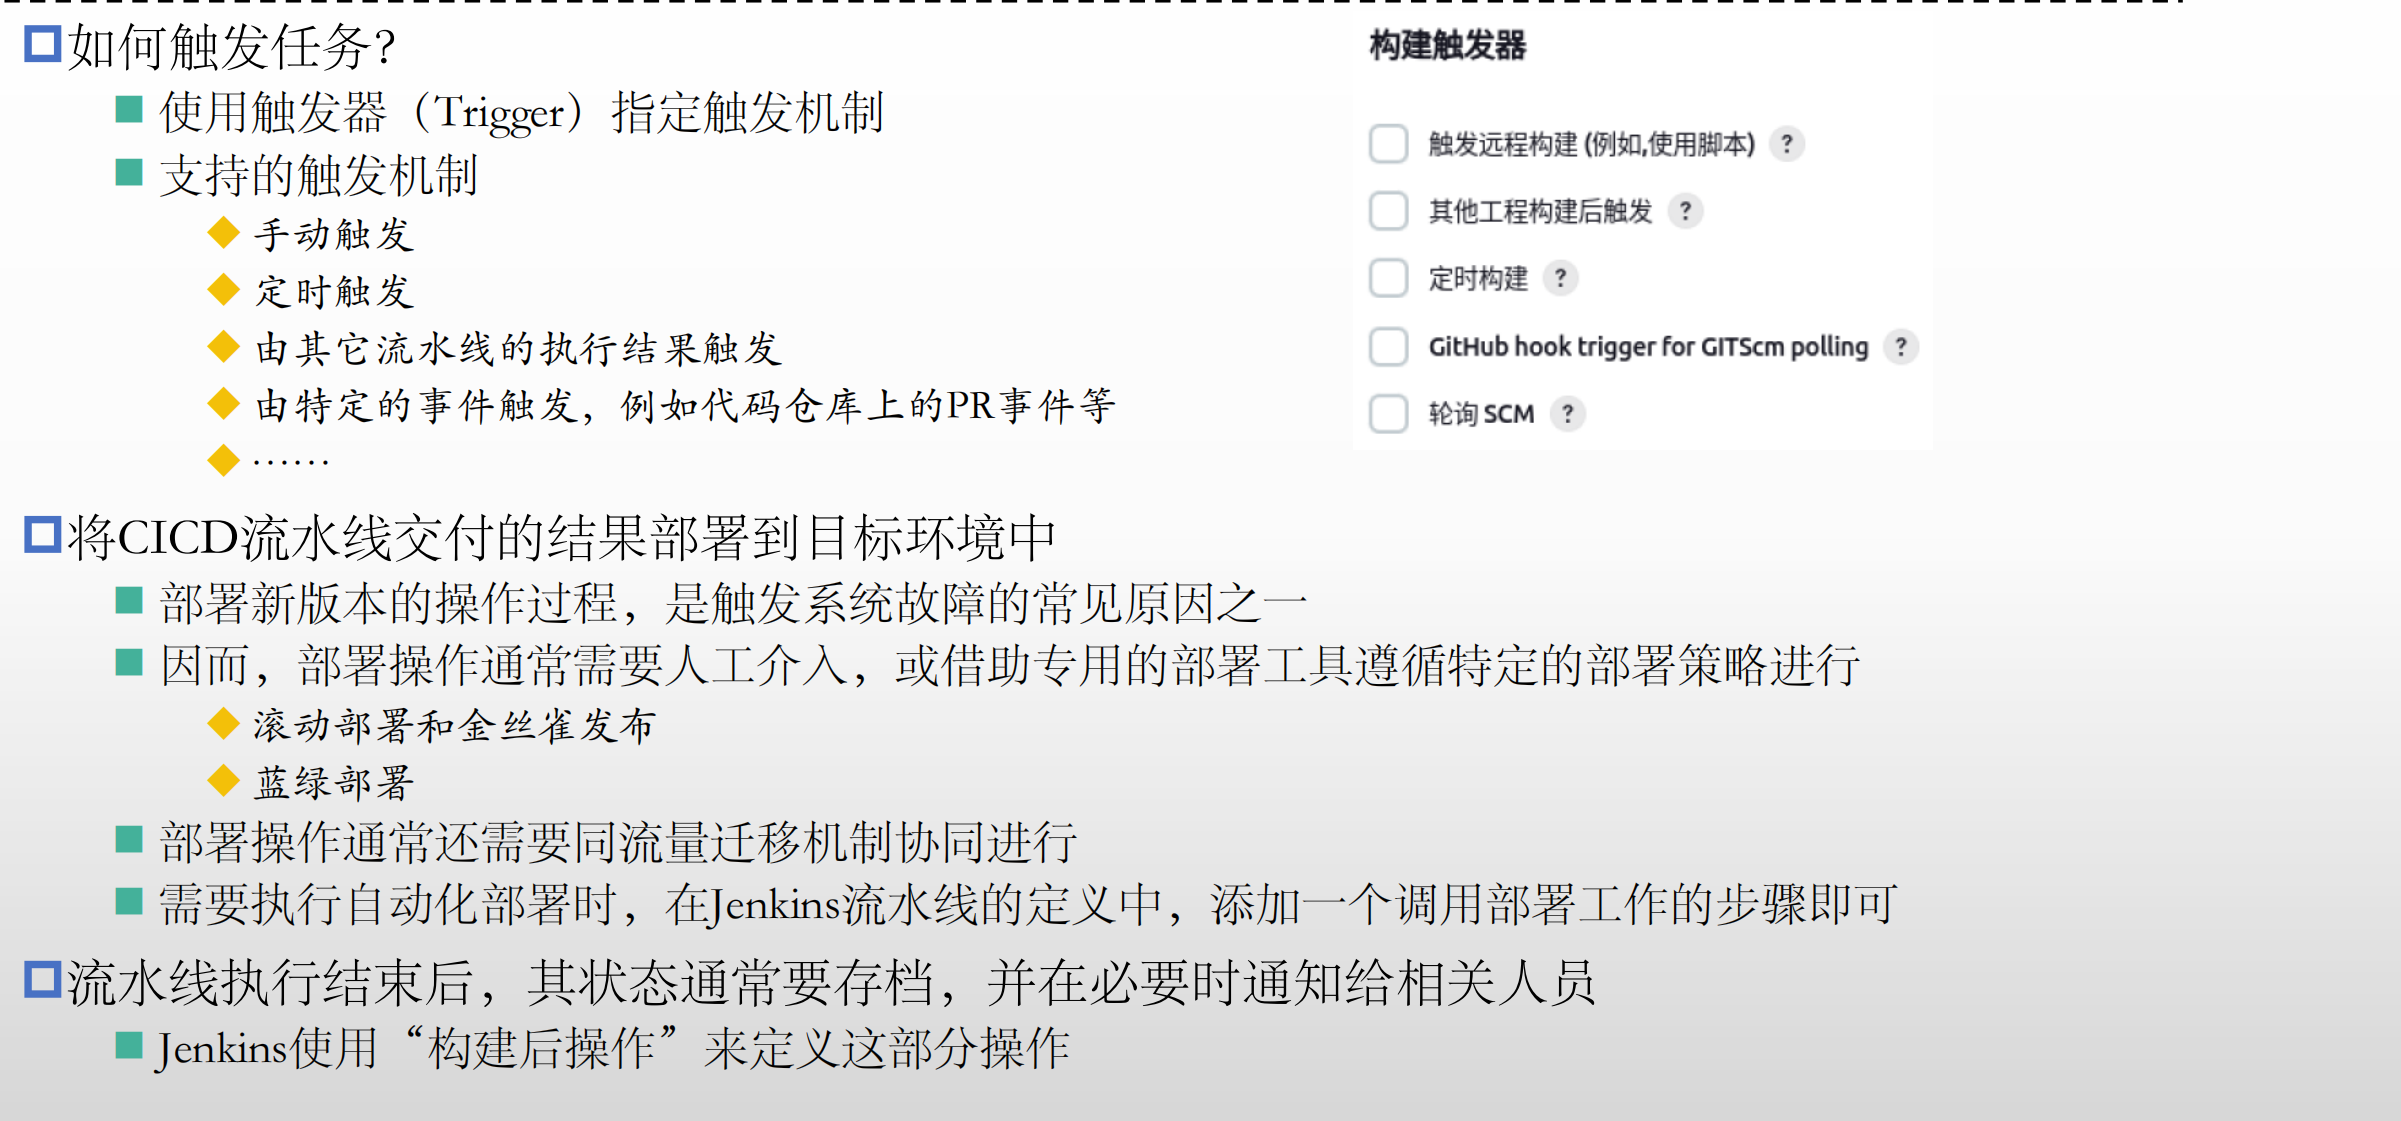 如何触发任务?
使用触发器（Trigger）指定触发机制
支持的触发机制
手动触发
定时触发
由其它流水线的执行结果触发
由特定的事件触发，例如代码仓库上的PR事件等
……
构建触发器
触发远程构建 (例如,使用脚本) ?
其他工程构建后触发 ?
定时构建 ?
GitHub hook trigger for GITScm polling ?
轮询 SCM ?
将CICD流水线交付的结果部署到目标环境中
部署新版本的操作过程，是触发系统故障的常见原因之一
因而，部署操作通常需要人工介入，或借助专用的部署工具遵循特定的部署策略进行
滚动部署和金丝雀发布
蓝绿部署
部署操作通常还需要同流量迁移机制协同进行
需要执行自动化部署时，在Jenkins流水线的定义中，添加一个调用部署工作的步骤即可
流水线执行结束后，其状态通常要存档，并在必要时通知给相关人员
Jenkins使用“构建后操作”来定义这部分操作